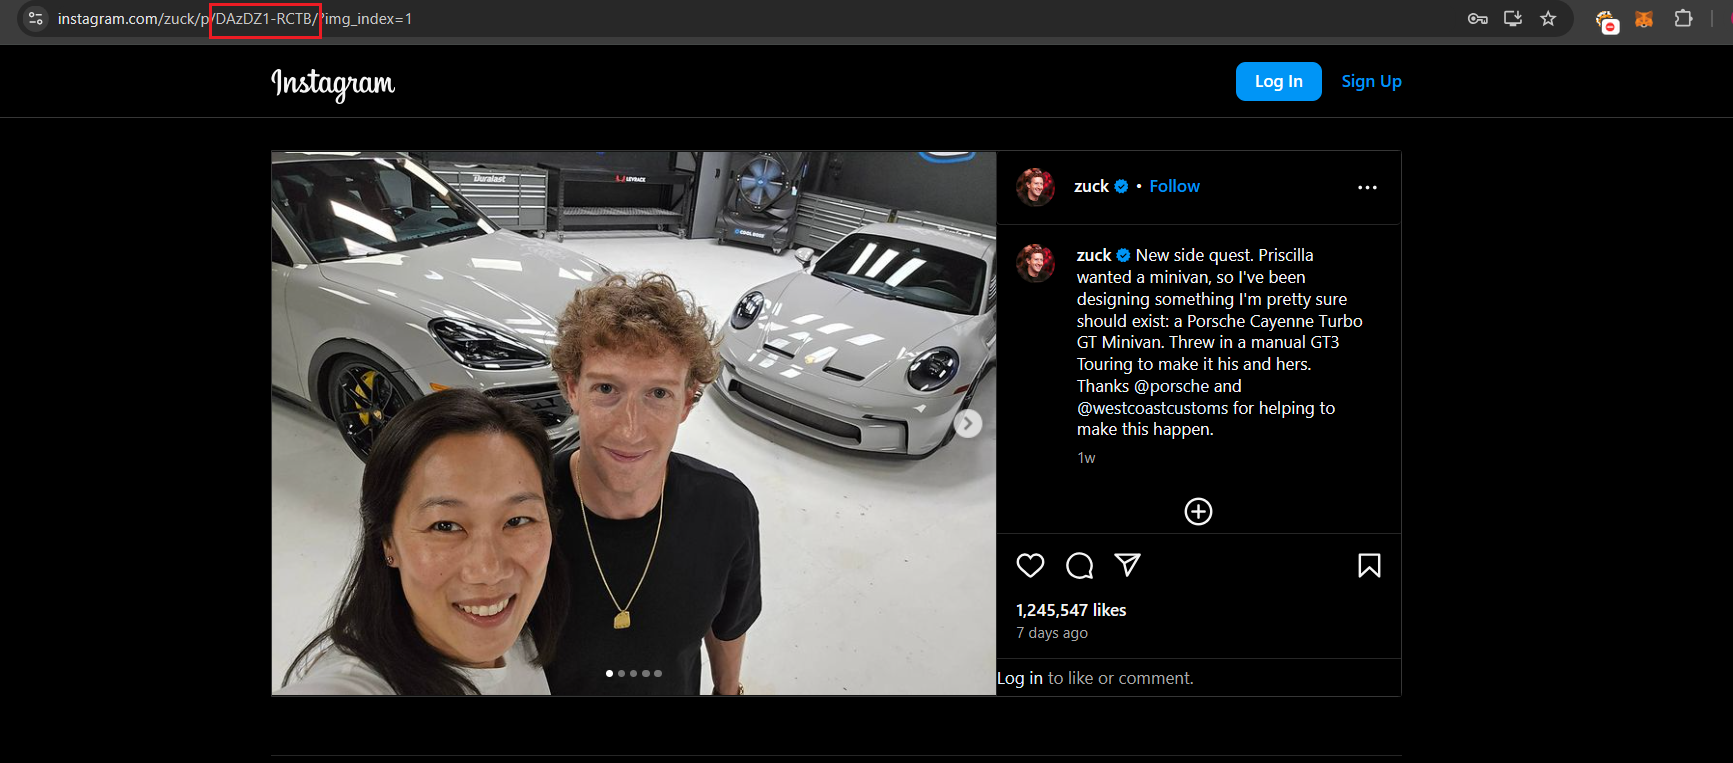 instagram.com/zuck/p/DAzDZ1-RCTB/?img_index=1
Instagram
Log In
Sign Up
Duralast
LEVRACK
COOLBOSS
zuck • Follow
zuck New side quest. Priscilla
wanted a minivan, so I've been
designing something I'm pretty sure
should exist: a Porsche Cayenne Turbo
GT Minivan. Threw in a manual GT3
Touring to make it his and hers.
Thanks @porsche and
@westcoastcustoms for helping to
make this happen.
1w
1,245,547 likes
7 days ago
Log in to like or comment.